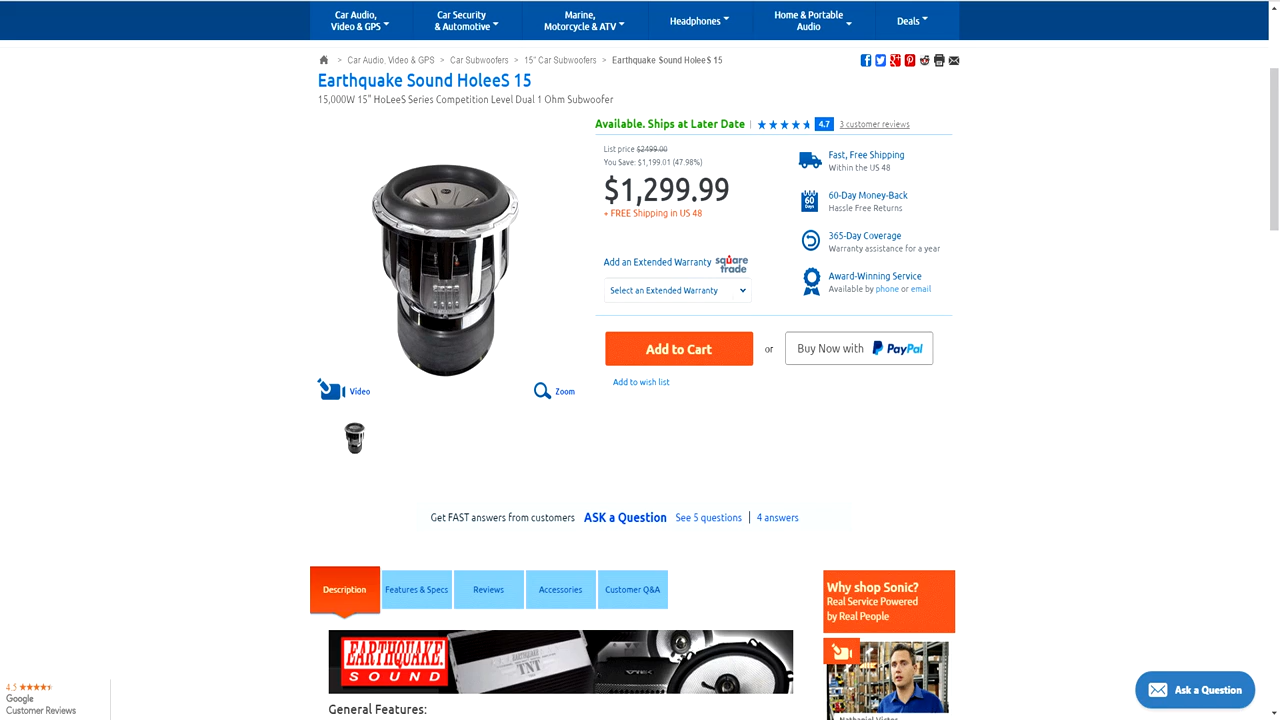 Car Audio,
Video & GPS
Car Security
& Automotive
Marine,
Motorcycle & ATV
Headphones
Home & Portable
Audio
Deals
> Car Audio, Video & GPS > Car Subwoofers > 15" Car Subwoofers > Earthquake Sound HoleeS 15
Earthquake Sound HoleeS 15
15,000W 15" HoLeeS Series Competition Level Dual 1 Ohm Subwoofer
Available. Ships at Later Date | 4.7 3 customer reviews
List price $2499.00
You Save: $1,199.01 (47.98%)
$1,299.99
+ FREE Shipping in US 48
Add an Extended Warranty square trade
Select an Extended Warranty
Fast, Free Shipping
Within the US 48
60 Days
60-Day Money-Back
Hassle Free Returns
365-Day Coverage
Warranty assistance for a year
Award-Winning Service
Available by phone or email
Add to Cart or Buy Now with PayPal
Add to wish list
Video
Zoom
Get FAST answers from customers ASK a Question See 5 questions | 4 answers
Description
Features & Specs
Reviews
Accessories
Customer Q&A
EARTHQUAKE
SOUND
EARTHQUAKE
TNT
General Features:
Why shop Sonic?
Real Service Powered
by Real People
Nathaniel Victor
4.5
Google
Customer Reviews
Ask a Question